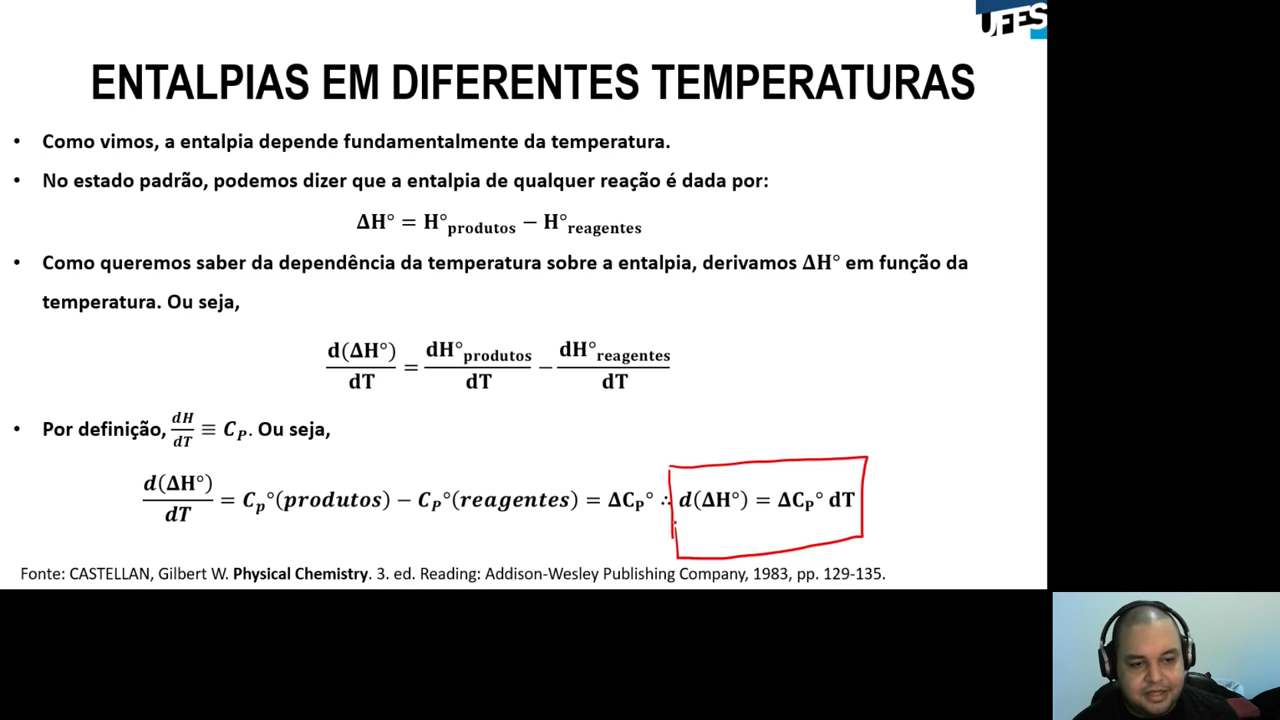 UFES
ENTALPIAS EM DIFERENTES TEMPERATURAS
• Como vimos, a entalpia depende fundamentalmente da temperatura.
• No estado padrão, podemos dizer que a entalpia de qualquer reação é dada por:
ΔH° = H°produtos − H°reagentes
• Como queremos saber da dependência da temperatura sobre a entalpia, derivamos ΔH° em função da
temperatura. Ou seja,
d(ΔH°)/dT = dH°produtos/dT − dH°reagentes/dT
• Por definição, dH/dT ≡ C_P. Ou seja,
d(ΔH°)/dT = C_p°(produtos) − C_P°(reagentes) = ΔC_P° ∴ d(ΔH°) = ΔC_P° dT
Fonte: CASTELLAN, Gilbert W. Physical Chemistry. 3. ed. Reading: Addison-Wesley Publishing Company, 1983, pp. 129-135.